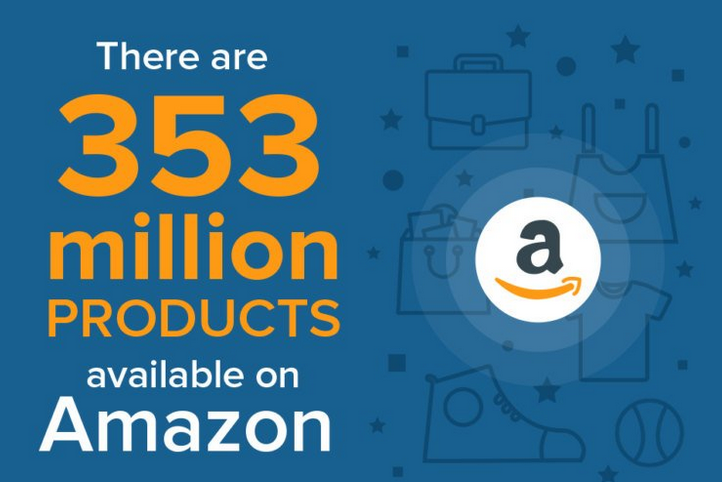 There are
353
million
PRODUCTS
available on
Amazon
a